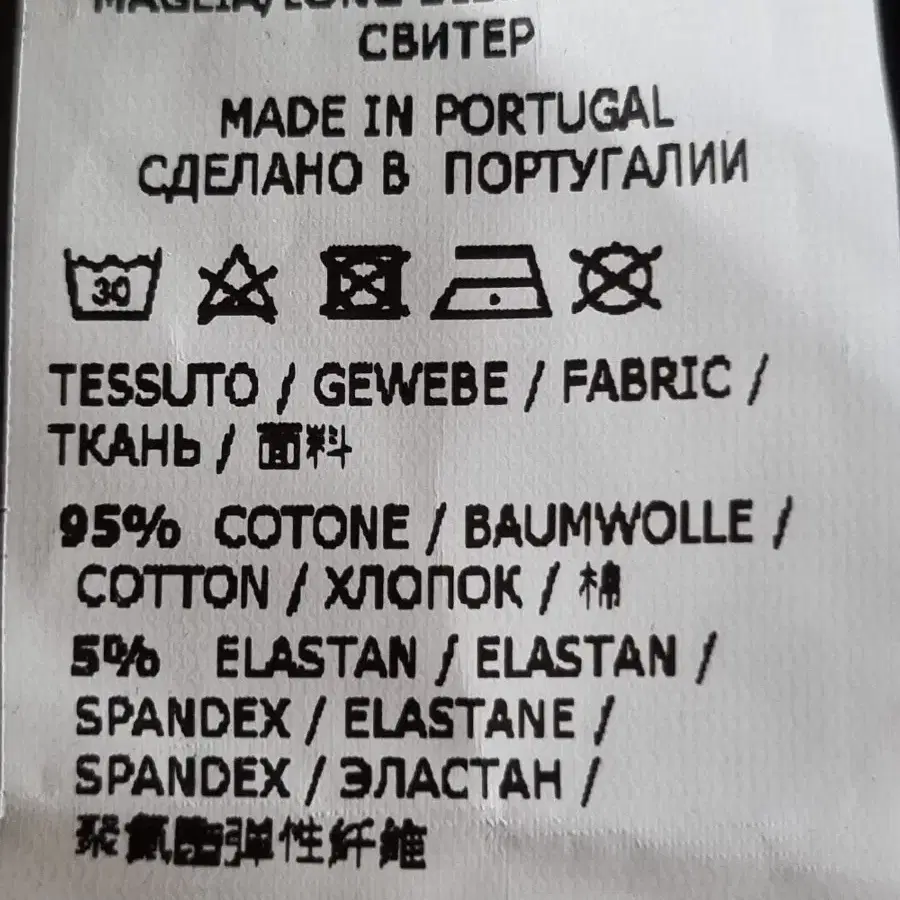 СВИТЕР
MADE IN PORTUGAL
СДЕЛАНО В ПОРТУГАЛИИ
30
TESSUTO / GEWEBE / FABRIC /
ТКАНЬ / 面料
95% COTONE / BAUMWOLLE /
COTTON / ХЛОПОК / 棉
5% ELASTAN / ELASTAN /
SPANDEX / ELASTANE /
SPANDEX / ЭЛАСТАН /
聚氨酯弹性纤維